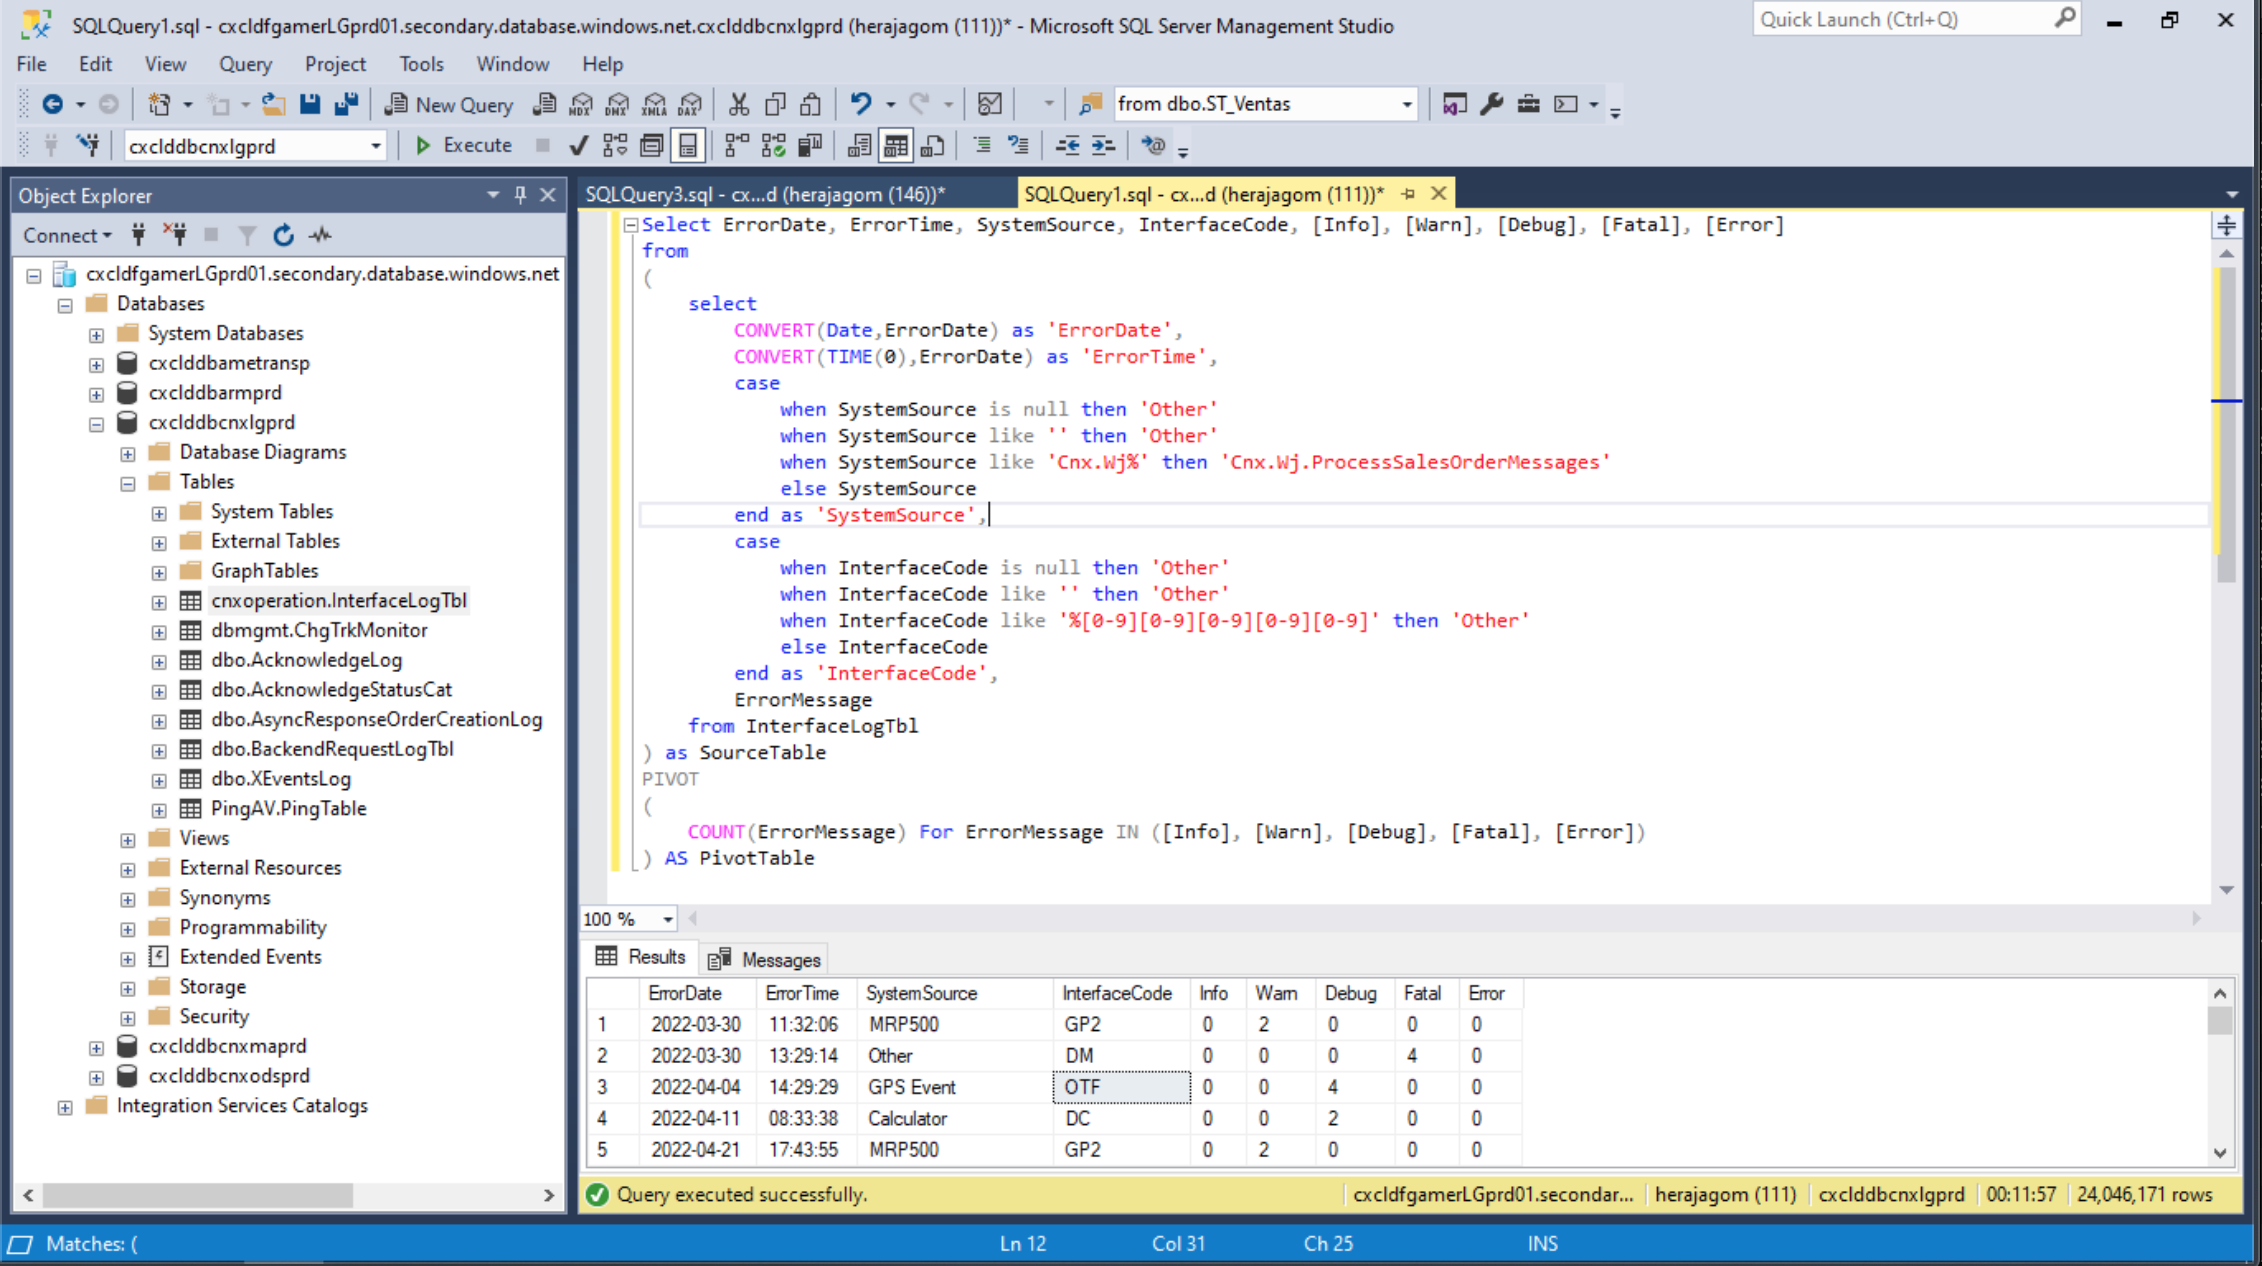 SQLQuery1.sql - cxcldfgamerLGprd01.secondary.database.windows.net.cxclddbcnxlgprd (herajagom (111))* - Microsoft SQL Server Management Studio
Quick Launch (Ctrl+Q)
File Edit View Query Project Tools Window Help
New Query MDX DMX XMLA DAX from dbo.ST_Ventas
cxclddbcnxlgprd Execute
Object Explorer
Connect
cxcldfgamerLGprd01.secondary.database.windows.net
Databases
System Databases
cxclddbametransp
cxclddbarmprd
cxclddbcnxlgprd
Database Diagrams
Tables
System Tables
External Tables
GraphTables
cnxoperation.InterfaceLogTbl
dbmgmt.ChgTrkMonitor
dbo.AcknowledgeLog
dbo.AcknowledgeStatusCat
dbo.AsyncResponseOrderCreationLog
dbo.BackendRequestLogTbl
dbo.XEventsLog
PingAV.PingTable
Views
External Resources
Synonyms
Programmability
Extended Events
Storage
Security
cxclddbcnxmaprd
cxclddbcnxodsprd
Integration Services Catalogs
SQLQuery3.sql - cx...d (herajagom (146))*
SQLQuery1.sql - cx...d (herajagom (111))*
Select ErrorDate, ErrorTime, SystemSource, InterfaceCode, [Info], [Warn], [Debug], [Fatal], [Error]
from
(
select
CONVERT(Date,ErrorDate) as 'ErrorDate',
CONVERT(TIME(0),ErrorDate) as 'ErrorTime',
case
when SystemSource is null then 'Other'
when SystemSource like '' then 'Other'
when SystemSource like 'Cnx.Wj%' then 'Cnx.Wj.ProcessSalesOrderMessages'
else SystemSource
end as 'SystemSource',
case
when InterfaceCode is null then 'Other'
when InterfaceCode like '' then 'Other'
when InterfaceCode like '%[0-9][0-9][0-9][0-9][0-9]' then 'Other'
else InterfaceCode
end as 'InterfaceCode',
ErrorMessage
from InterfaceLogTbl
) as SourceTable
PIVOT
(
COUNT(ErrorMessage) For ErrorMessage IN ([Info], [Warn], [Debug], [Fatal], [Error])
) AS PivotTable
100 %
Results Messages
ErrorDate ErrorTime SystemSource InterfaceCode Info Warn Debug Fatal Error
1 2022-03-30 11:32:06 MRP500 GP2 0 2 0 0 0
2 2022-03-30 13:29:14 Other DM 0 0 0 4 0
3 2022-04-04 14:29:29 GPS Event OTF 0 0 4 0 0
4 2022-04-11 08:33:38 Calculator DC 0 0 2 0 0
5 2022-04-21 17:43:55 MRP500 GP2 0 2 0 0 0
Query executed successfully. cxcldfgamerLGprd01.secondar... herajagom (111) cxclddbcnxlgprd 00:11:57 24,046,171 rows
Matches: ( Ln 12 Col 31 Ch 25 INS